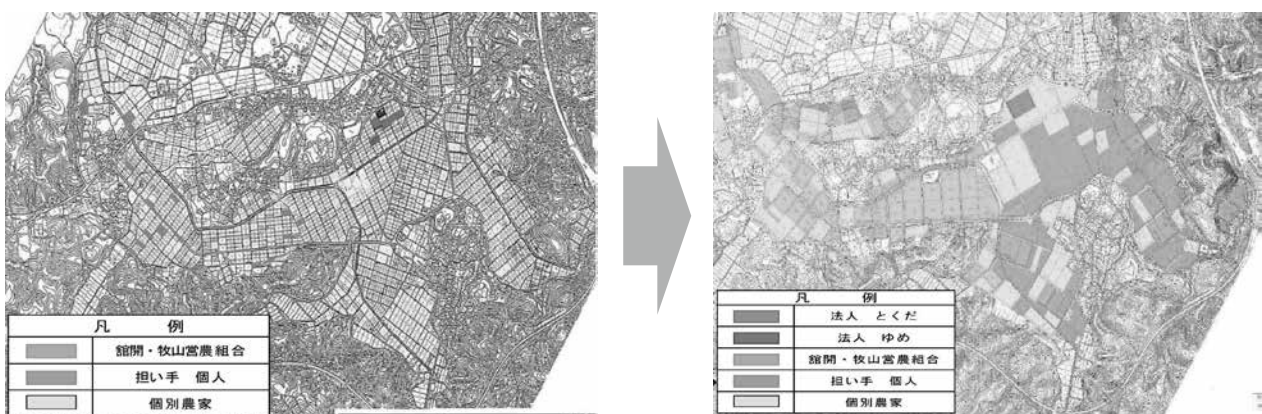 凡 例
舘開・牧山営農組合
担い手 個人
個別農家
凡 例
法人 とくだ
法人 ゆめ
舘開・牧山営農組合
担い手 個人
個別農家